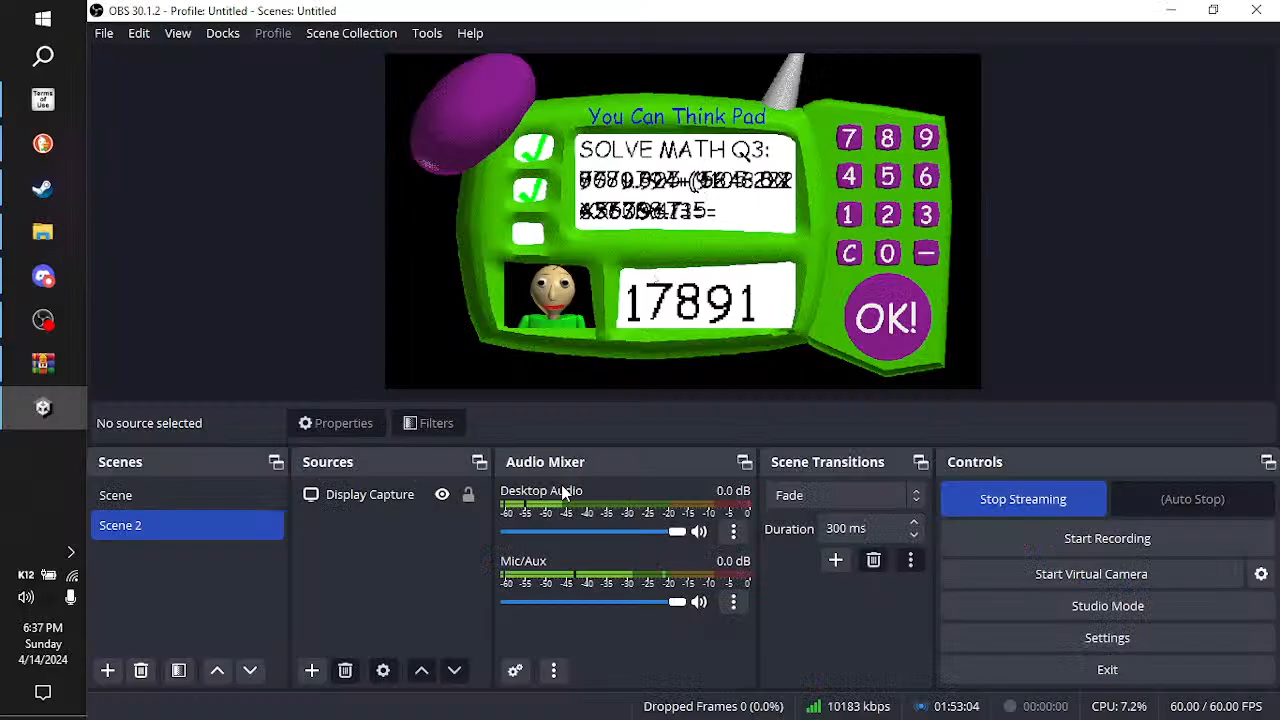 OBS 30.1.2 - Profile: Untitled - Scenes: Untitled
File Edit View Docks Profile Scene Collection Tools Help
Terms of Use
You Can Think Pad
SOLVE MATH Q3:
17891
7 8 9
4 5 6
1 2 3
C 0 —
OK!
No source selected
Properties
Filters
Scenes
Scene
Scene 2
Sources
Display Capture
Audio Mixer
Desktop Audio 0.0 dB
-60 -55 -50 -45 -40 -35 -30 -25 -20 -15 -10 -5 0
Mic/Aux 0.0 dB
-60 -55 -50 -45 -40 -35 -30 -25 -20 -15 -10 -5 0
Scene Transitions
Fade
Duration 300 ms
Controls
Stop Streaming (Auto Stop)
Start Recording
Start Virtual Camera
Studio Mode
Settings
Exit
K12
6:37 PM
Sunday
4/14/2024
Dropped Frames 0 (0.0%) 10183 kbps 01:53:04 00:00:00 CPU: 7.2% 60.00 / 60.00 FPS